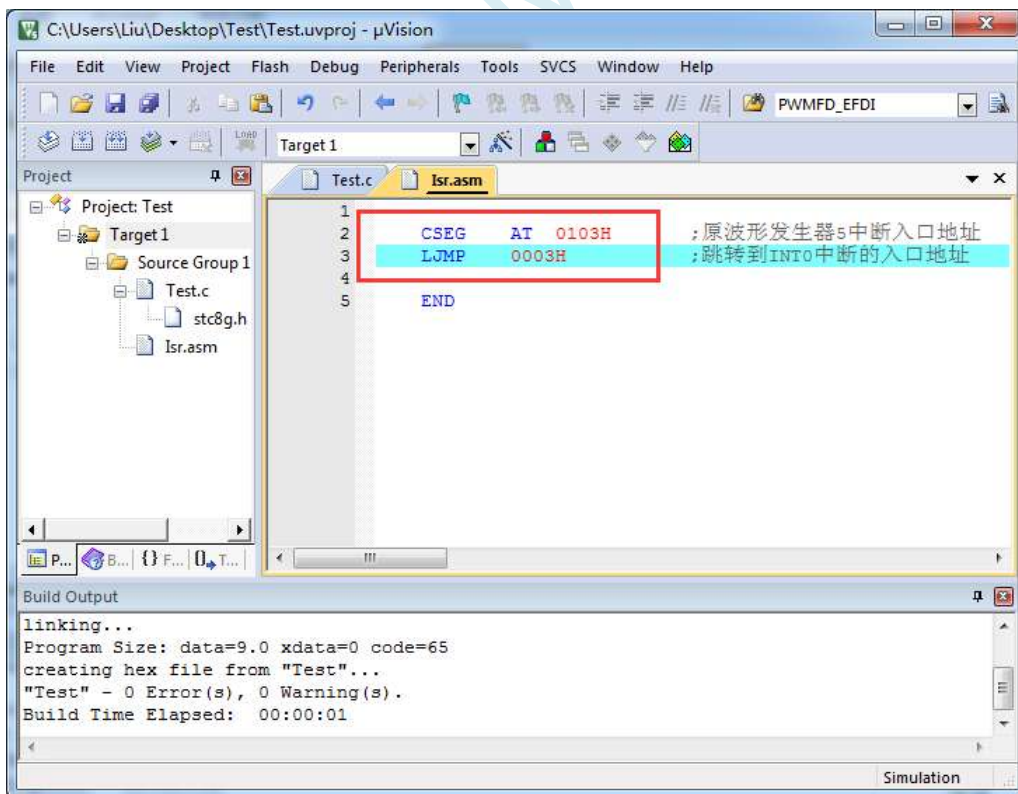 C:\Users\Liu\Desktop\Test\Test.uvproj - µVision
File Edit View Project Flash Debug Peripherals Tools SVCS Window Help
PWMFD_EFDI
LOAD Target 1
Project
Test.c Isr.asm
Project: Test
Target 1
Source Group 1
Test.c
stc8g.h
Isr.asm
1
2 CSEG AT 0103H ;原波形发生器5中断入口地址
3 LJMP 0003H ;跳转到INT0中断的入口地址
4
5 END
P... B... {} F... 0 T...
Build Output
linking...
Program Size: data=9.0 xdata=0 code=65
creating hex file from "Test"...
"Test" - 0 Error(s), 0 Warning(s).
Build Time Elapsed: 00:00:01
Simulation